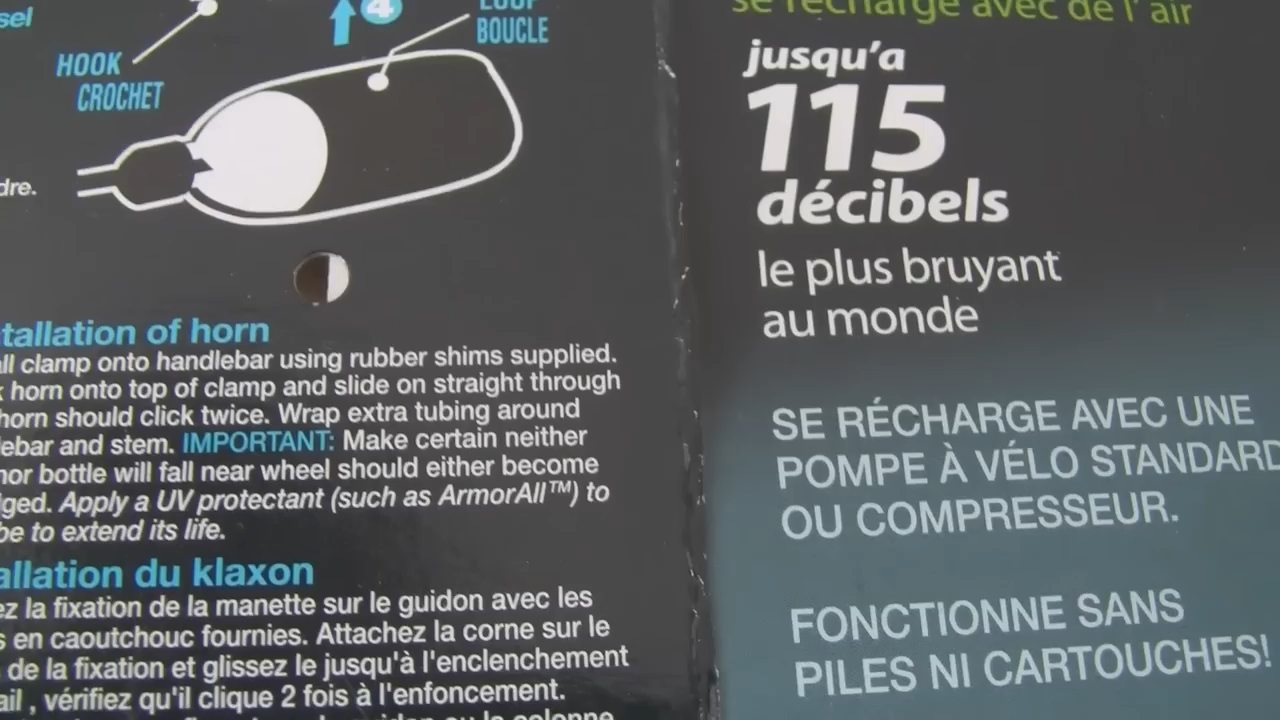 sel
HOOK
CROCHET
4
LOOP
BOUCLE
dre.
tallation of horn
all clamp onto handlebar using rubber shims supplied.
horn onto top of clamp and slide on straight through
horn should click twice. Wrap extra tubing around
lebar and stem. IMPORTANT: Make certain neither
nor bottle will fall near wheel should either become
ged. Apply a UV protectant (such as ArmorAll™) to
be to extend its life.
allation du klaxon
ez la fixation de la manette sur le guidon avec les
s en caoutchouc fournies. Attachez la corne sur le
de la fixation et glissez le jusqu'à l'enclenchement
ail , vérifiez qu'il clique 2 fois à l'enfoncement.
se recharge avec de l' air
jusqu'a
115
décibels
le plus bruyant
au monde
SE RÉCHARGE AVEC UNE
POMPE À VÉLO STANDARD
OU COMPRESSEUR.
FONCTIONNE SANS
PILES NI CARTOUCHES!